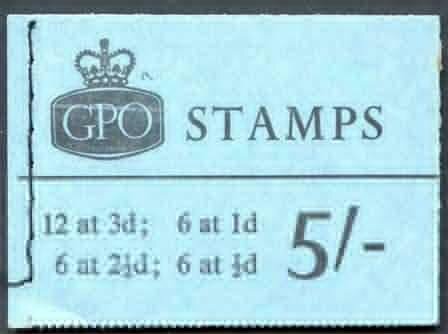 GPO STAMPS
12 at 3d; 6 at 1d
6 at 2½d; 6 at ½d
5/-